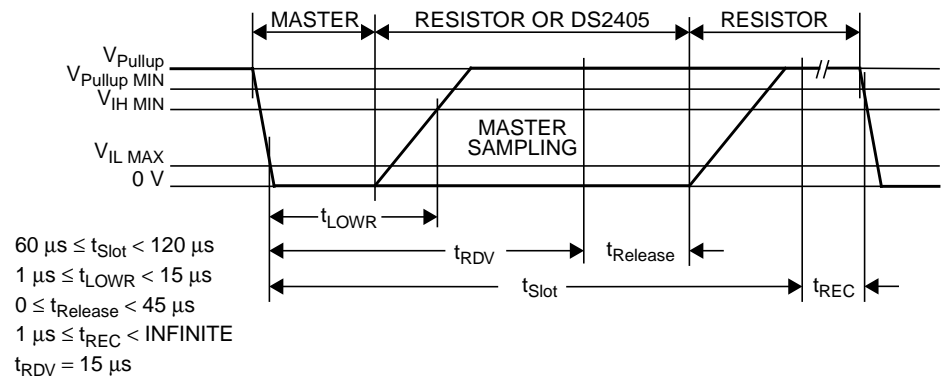 MASTER RESISTOR OR DS2405 RESISTOR
VPullup
VPullup MIN
VIH MIN
MASTER
SAMPLING
VIL MAX
0 V
tLOWR
tRDV tRelease
tSlot tREC
60 μs ≤ tSlot < 120 μs
1 μs ≤ tLOWR < 15 μs
0 ≤ tRelease < 45 μs
1 μs ≤ tREC < INFINITE
tRDV = 15 μs